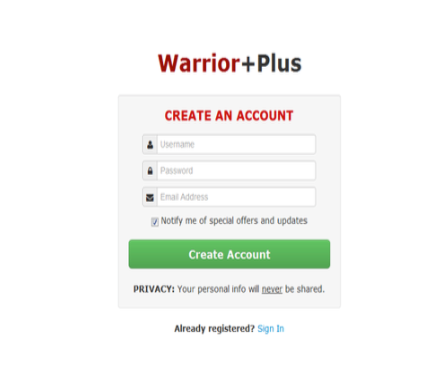 Warrior+Plus
CREATE AN ACCOUNT
Username
Password
Email Address
Notify me of special offers and updates
Create Account
PRIVACY: Your personal info will never be shared.
Already registered? Sign In